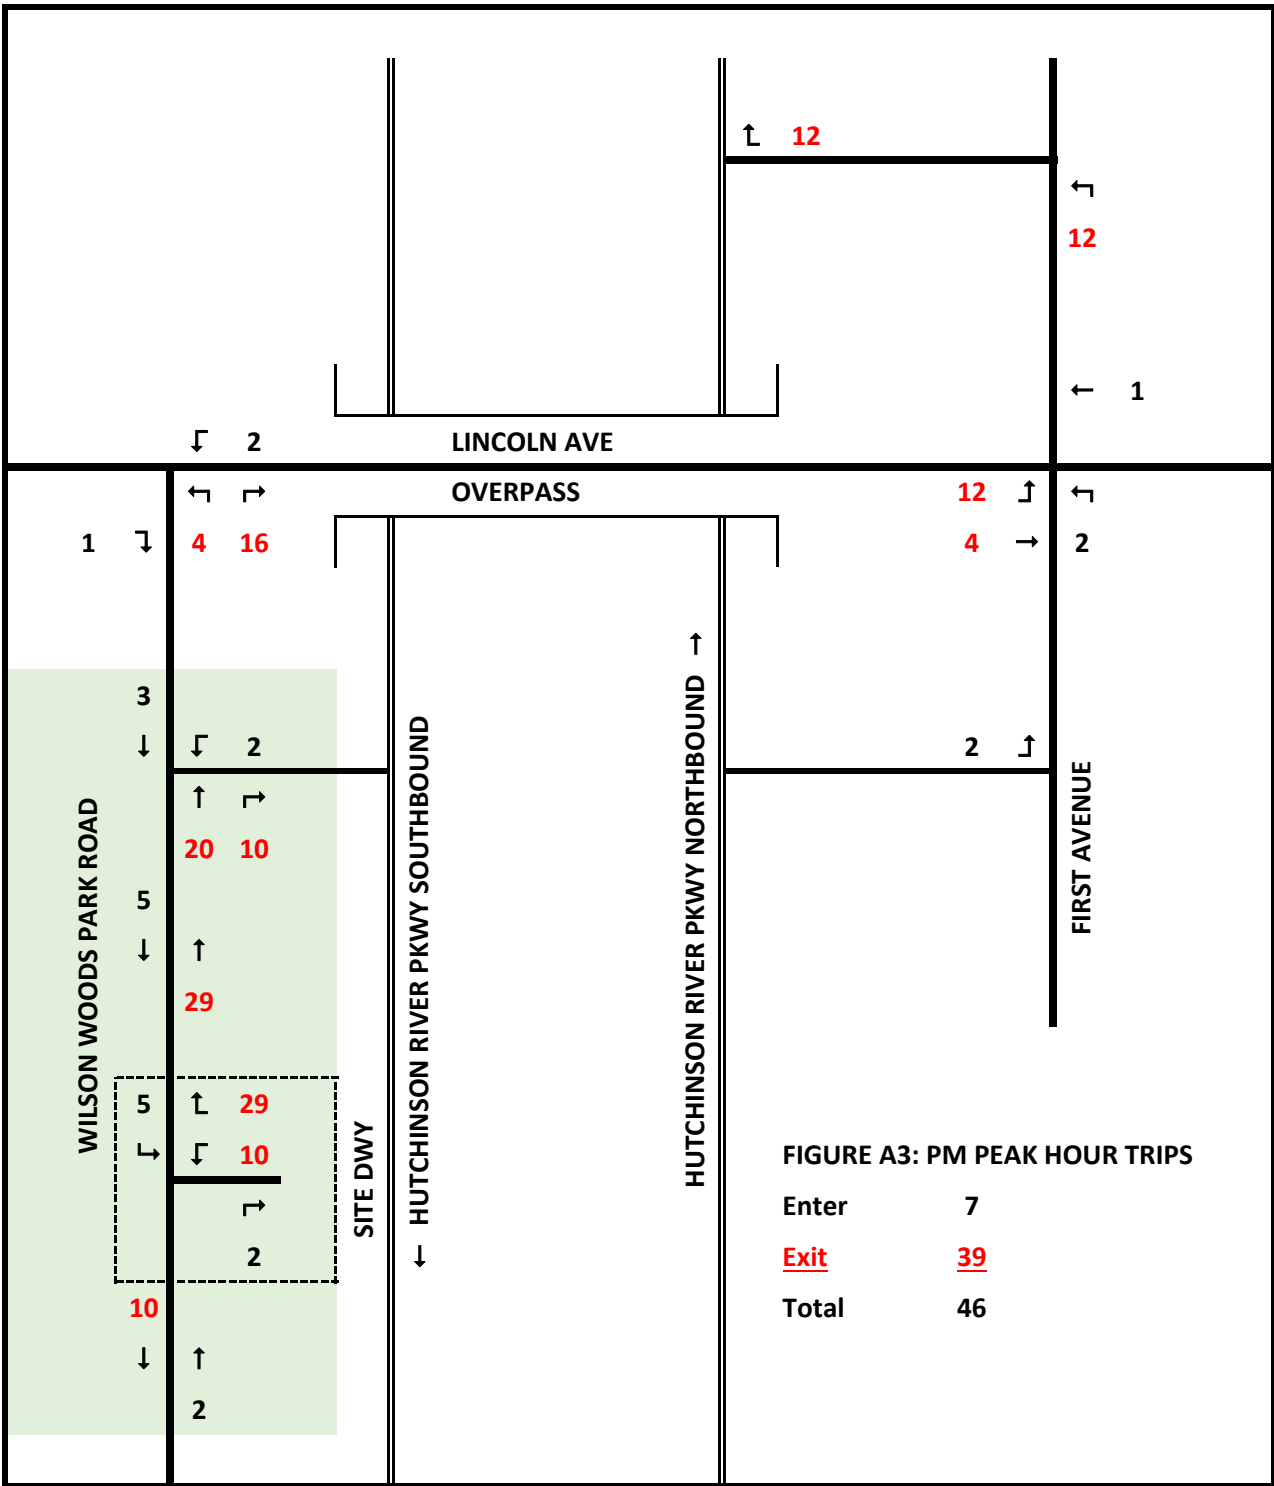 ↑ 12
↰
12
← 1
↲ 2 LINCOLN AVE
↰ ↱ OVERPASS 12 ⤴ ↰
1 ↴ 4 16 4 → 2
3
↓ ↲ 2 2 ⤴
↑ ↱
20 10
5
↓ ↑
29
5 ↑ 29
↳ ↲ 10
↱
2
10
↓ ↑
2
WILSON WOODS PARK ROAD
SITE DWY
← HUTCHINSON RIVER PKWY SOUTHBOUND
HUTCHINSON RIVER PKWY NORTHBOUND →
FIRST AVENUE
FIGURE A3: PM PEAK HOUR TRIPS
Enter 7
Exit 39
Total 46